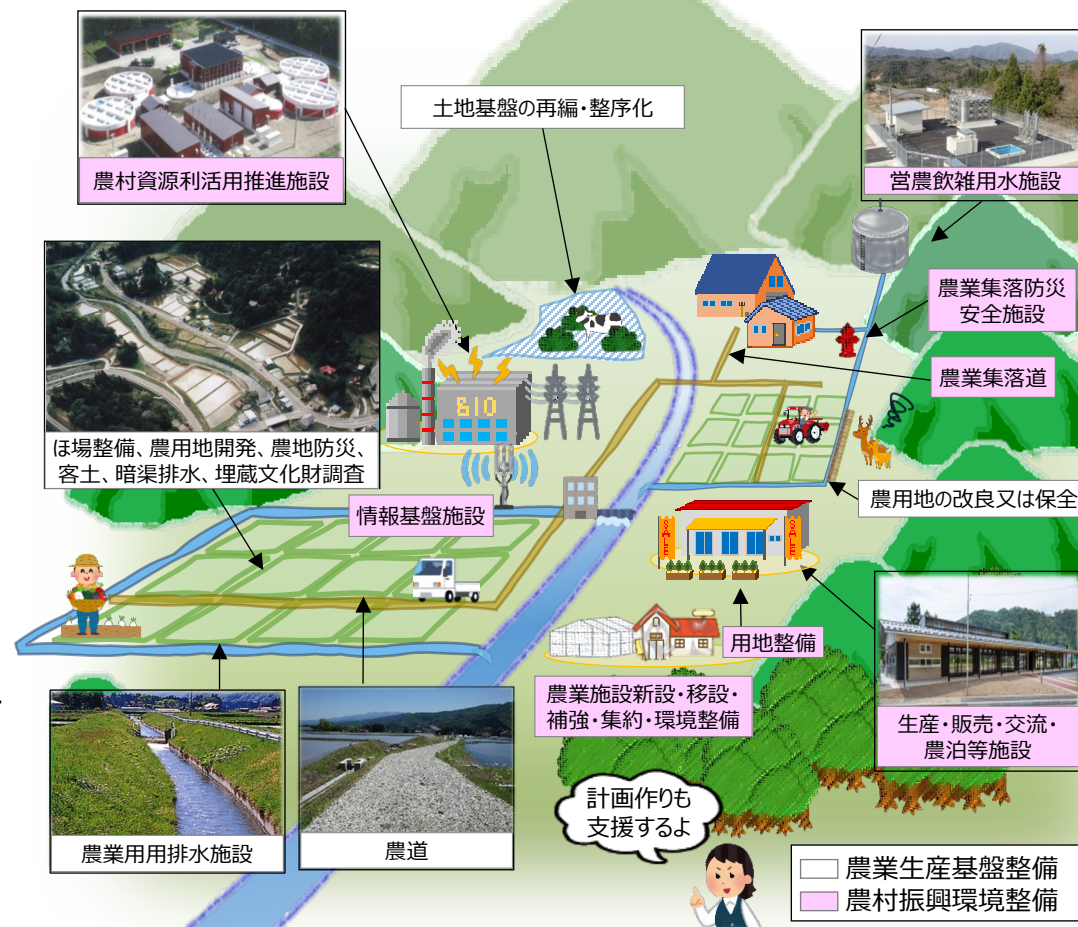 農村資源利活用推進施設
土地基盤の再編・整序化
営農飲雑用水施設
農業集落防災
安全施設
農業集落道
ほ場整備、農用地開発、農地防災、
客土、暗渠排水、埋蔵文化財調査
BIO
情報基盤施設
農用地の改良又は保全
SALE
SALE
用地整備
農業施設新設・移設・
補強・集約・環境整備
生産・販売・交流・
農泊等施設
農業用用排水施設
農道
計画作りも
支援するよ
農業生産基盤整備
農村振興環境整備